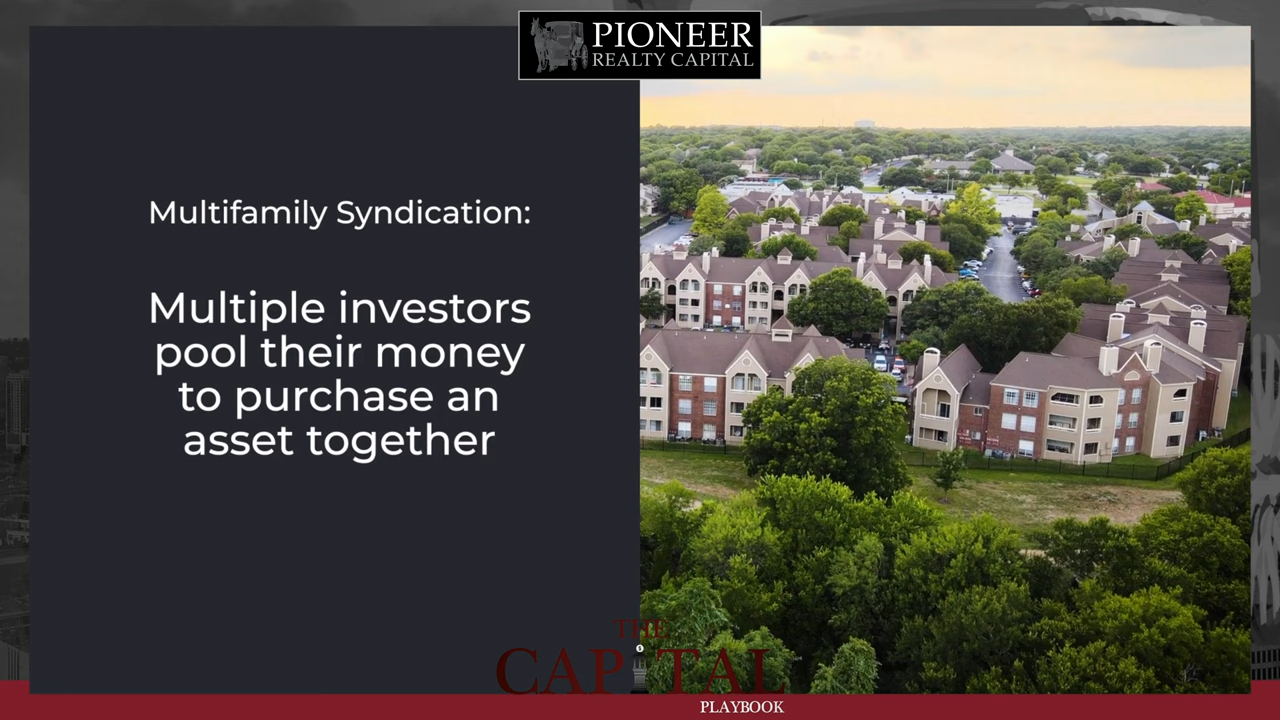 PIONEER
REALTY CAPITAL
Multifamily Syndication:
Multiple investors
pool their money
to purchase an
asset together
THE
CAPITAL
PLAYBOOK